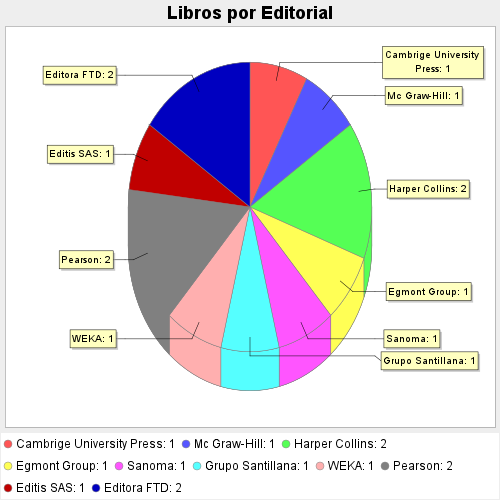 Libros por Editorial
Cambrige University
Press: 1
Editora FTD: 2
Mc Graw-Hill: 1
Editis SAS: 1
Harper Collins: 2
Pearson: 2
Egmont Group: 1
WEKA: 1
Sanoma: 1
Grupo Santillana: 1
Cambrige University Press: 1 Mc Graw-Hill: 1 Harper Collins: 2
Egmont Group: 1 Sanoma: 1 Grupo Santillana: 1 WEKA: 1 Pearson: 2
Editis SAS: 1 Editora FTD: 2